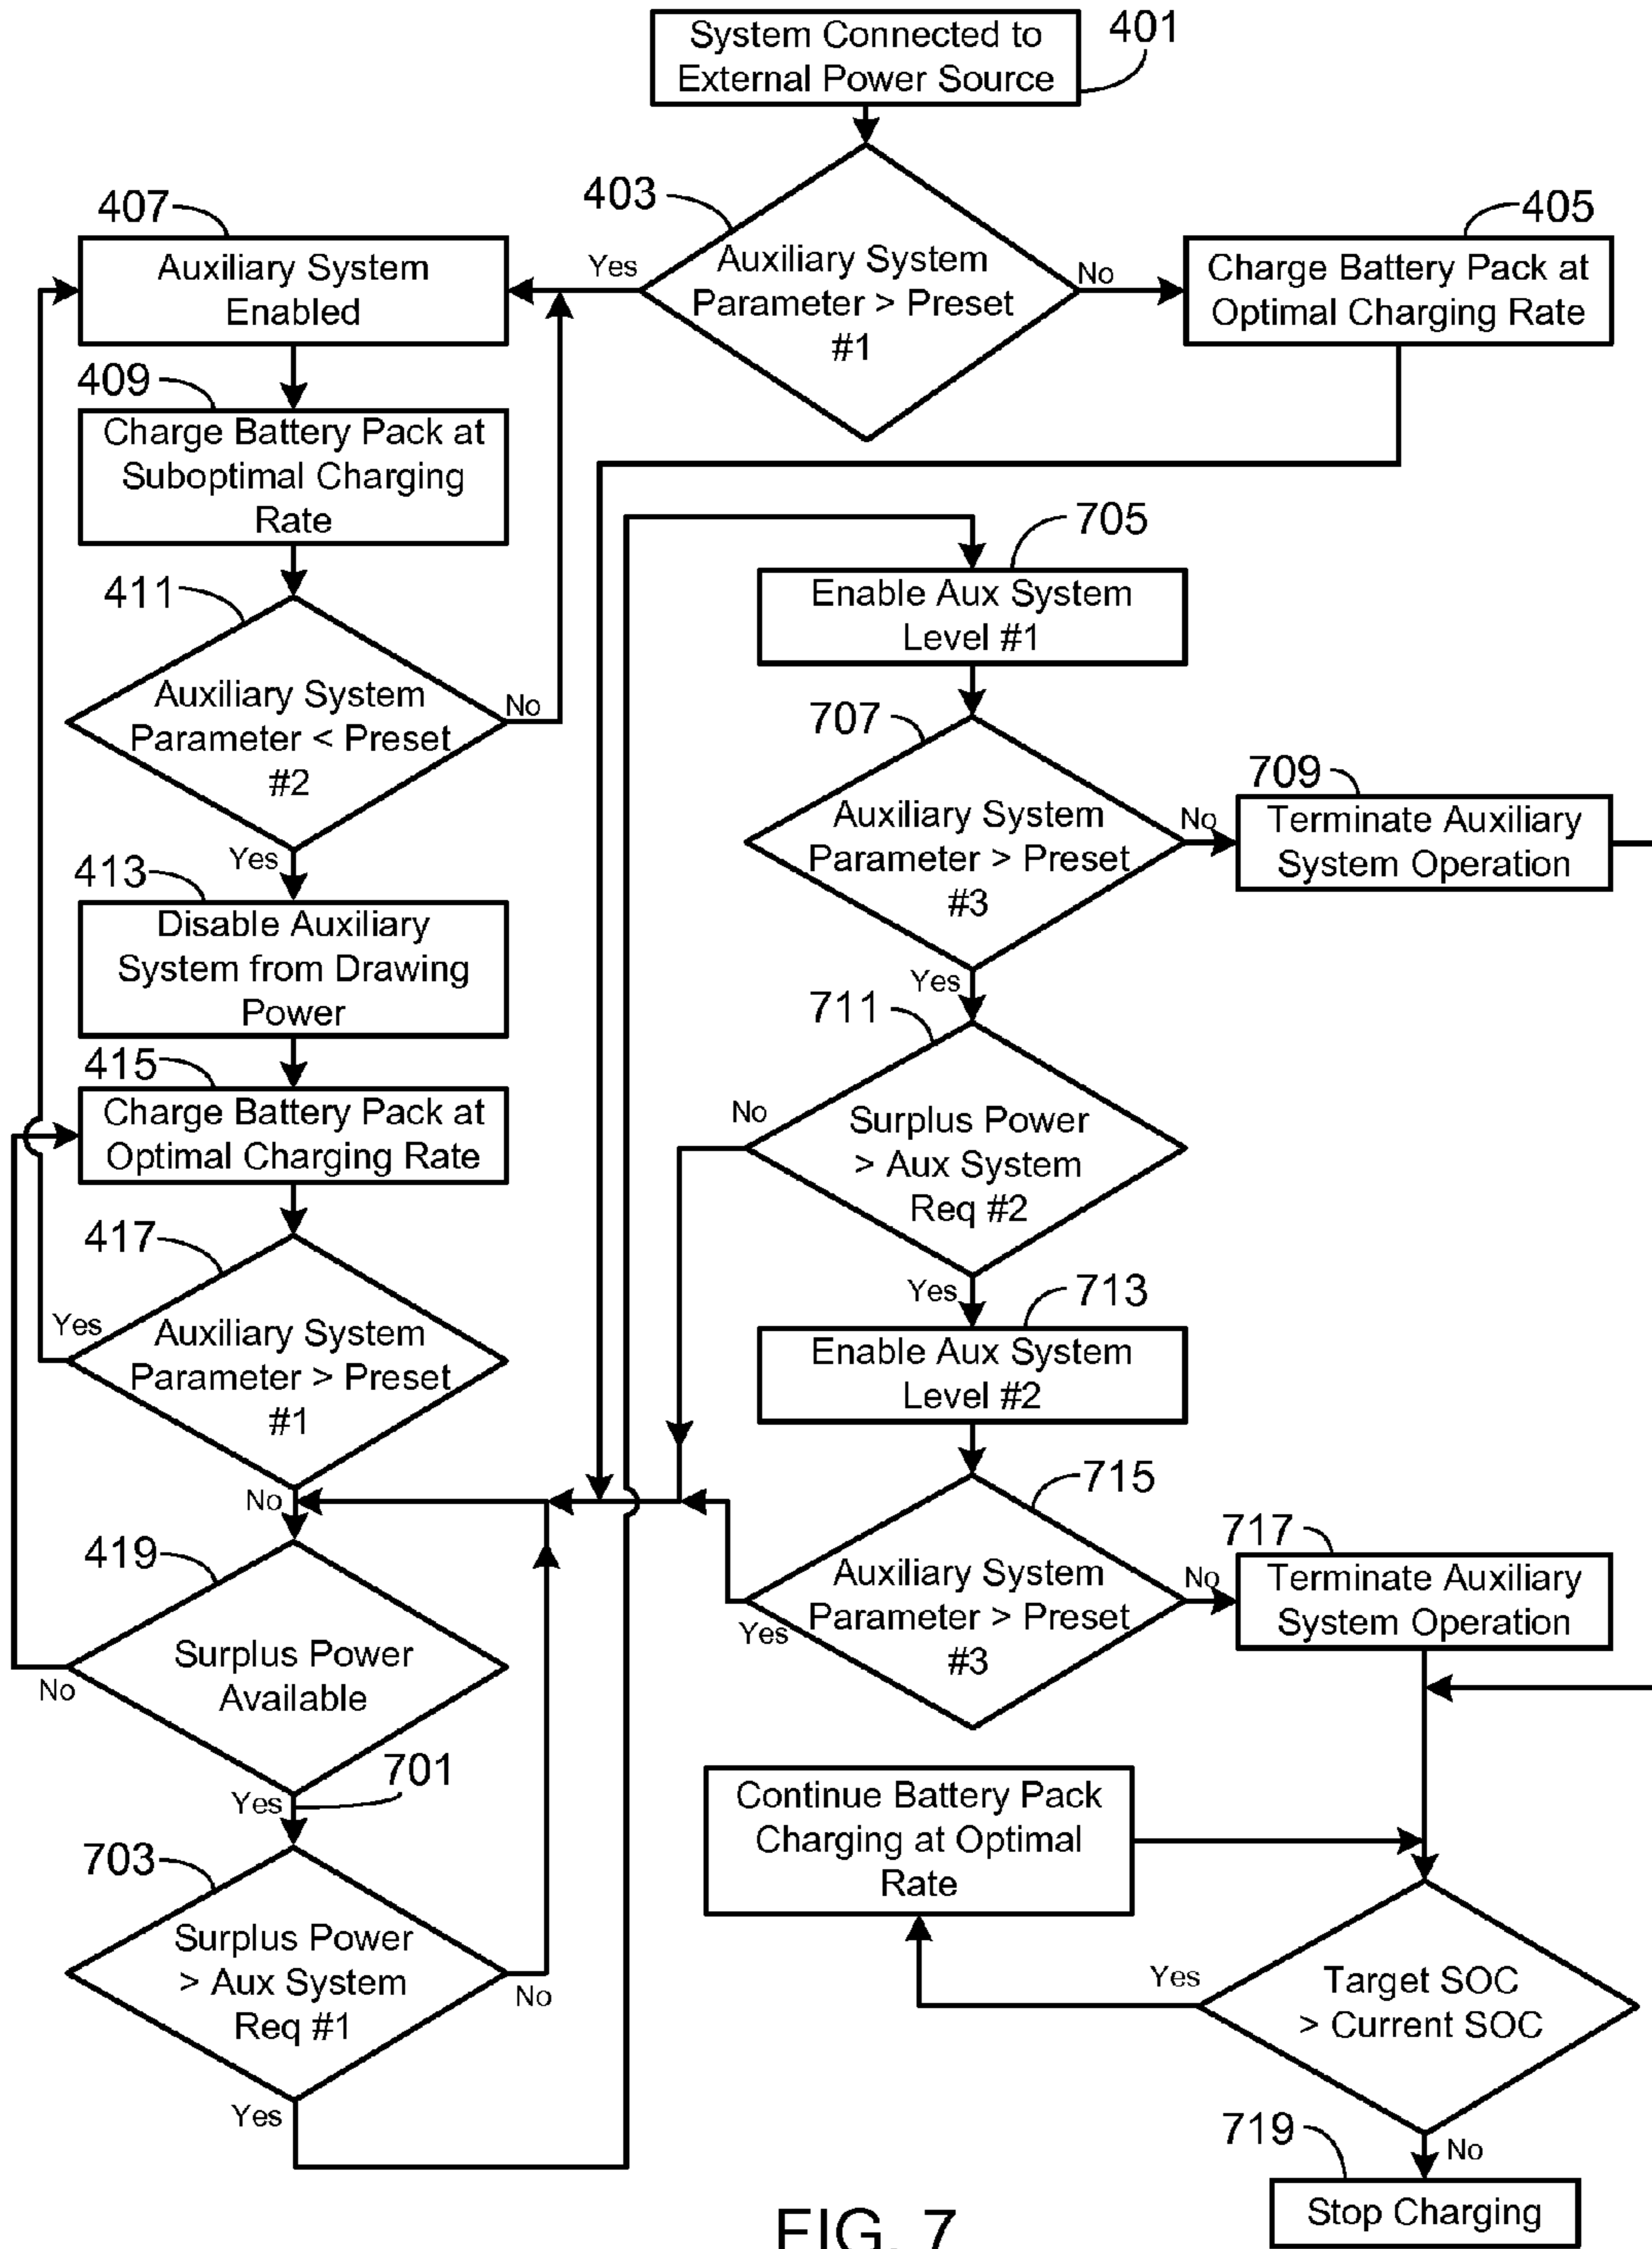 System Connected to
External Power Source
401
403
Auxiliary System
Parameter > Preset
#1
Yes
No
405
Charge Battery Pack at
Optimal Charging Rate
407
Auxiliary System
Enabled
409
Charge Battery Pack at
Suboptimal Charging
Rate
411
Auxiliary System
Parameter < Preset
#2
No
Yes
413
Disable Auxiliary
System from Drawing
Power
415
Charge Battery Pack at
Optimal Charging Rate
417
Auxiliary System
Parameter > Preset
#1
Yes
No
419
Surplus Power
Available
No
Yes
701
703
Surplus Power
> Aux System
Req #1
No
Yes
705
Enable Aux System
Level #1
707
Auxiliary System
Parameter > Preset
#3
No
Yes
709
Terminate Auxiliary
System Operation
711
Surplus Power
> Aux System
Req #2
No
Yes
713
Enable Aux System
Level #2
715
Auxiliary System
Parameter > Preset
#3
Yes
No
717
Terminate Auxiliary
System Operation
Continue Battery Pack
Charging at Optimal
Rate
Target SOC
> Current SOC
Yes
No
719
Stop Charging
FIG. 7